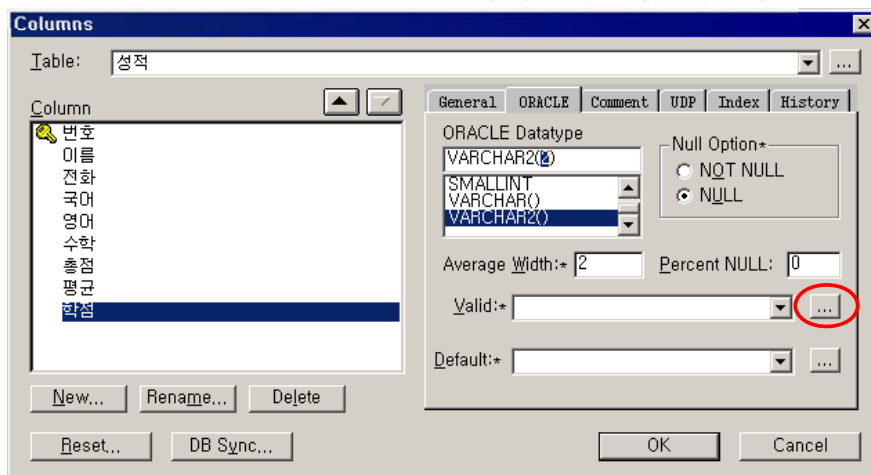 Columns
Table: 성적 ...
Column
번호
이름
전화
국어
영어
수학
총점
평균
학점
New... Rename... Delete
Reset... DB Sync...
General ORACLE Comment UDP Index History
ORACLE Datatype
VARCHAR2(2)
SMALLINT
VARCHAR()
VARCHAR2()
Null Option*
NOT NULL
NULL
Average Width:* 2 Percent NULL: 0
Valid:* ...
Default:* ...
OK Cancel